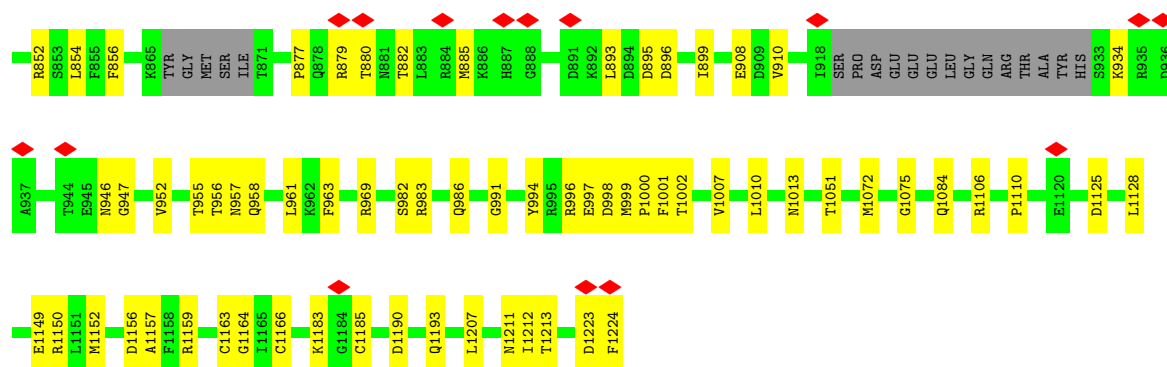 R852 S853 L854 F855 F856 K865 TYR GLY MET SER ILE T871 P877 Q878 R879 T880 N881 T882 L883 R884 M885 K886 H887 G888 D891 K892 L893 D894 D895 D896 I899 E908 D909 V910 I918 SER PRO ASP GLU GLU GLU LEU GLY GLN ARG THR ALA TYR HIS S933 K934 R935 D936
A937 T944 E945 N946 G947 V952 T955 T956 N957 Q958 L961 K962 F963 R969 S982 R983 Q986 G991 Y994 R995 R996 E997 D998 M999 P1000 F1001 T1002 V1007 L1010 N1013 T1051 M1072 G1075 Q1084 R1106 P1110 E1120 D1125 L1128
E1149 R1150 L1151 M1152 D1156 A1157 F1158 R1159 C1163 G1164 I1165 C1166 K1183 G1184 C1185 D1190 Q1193 L1207 N1211 I1212 T1213 D1223 F1224